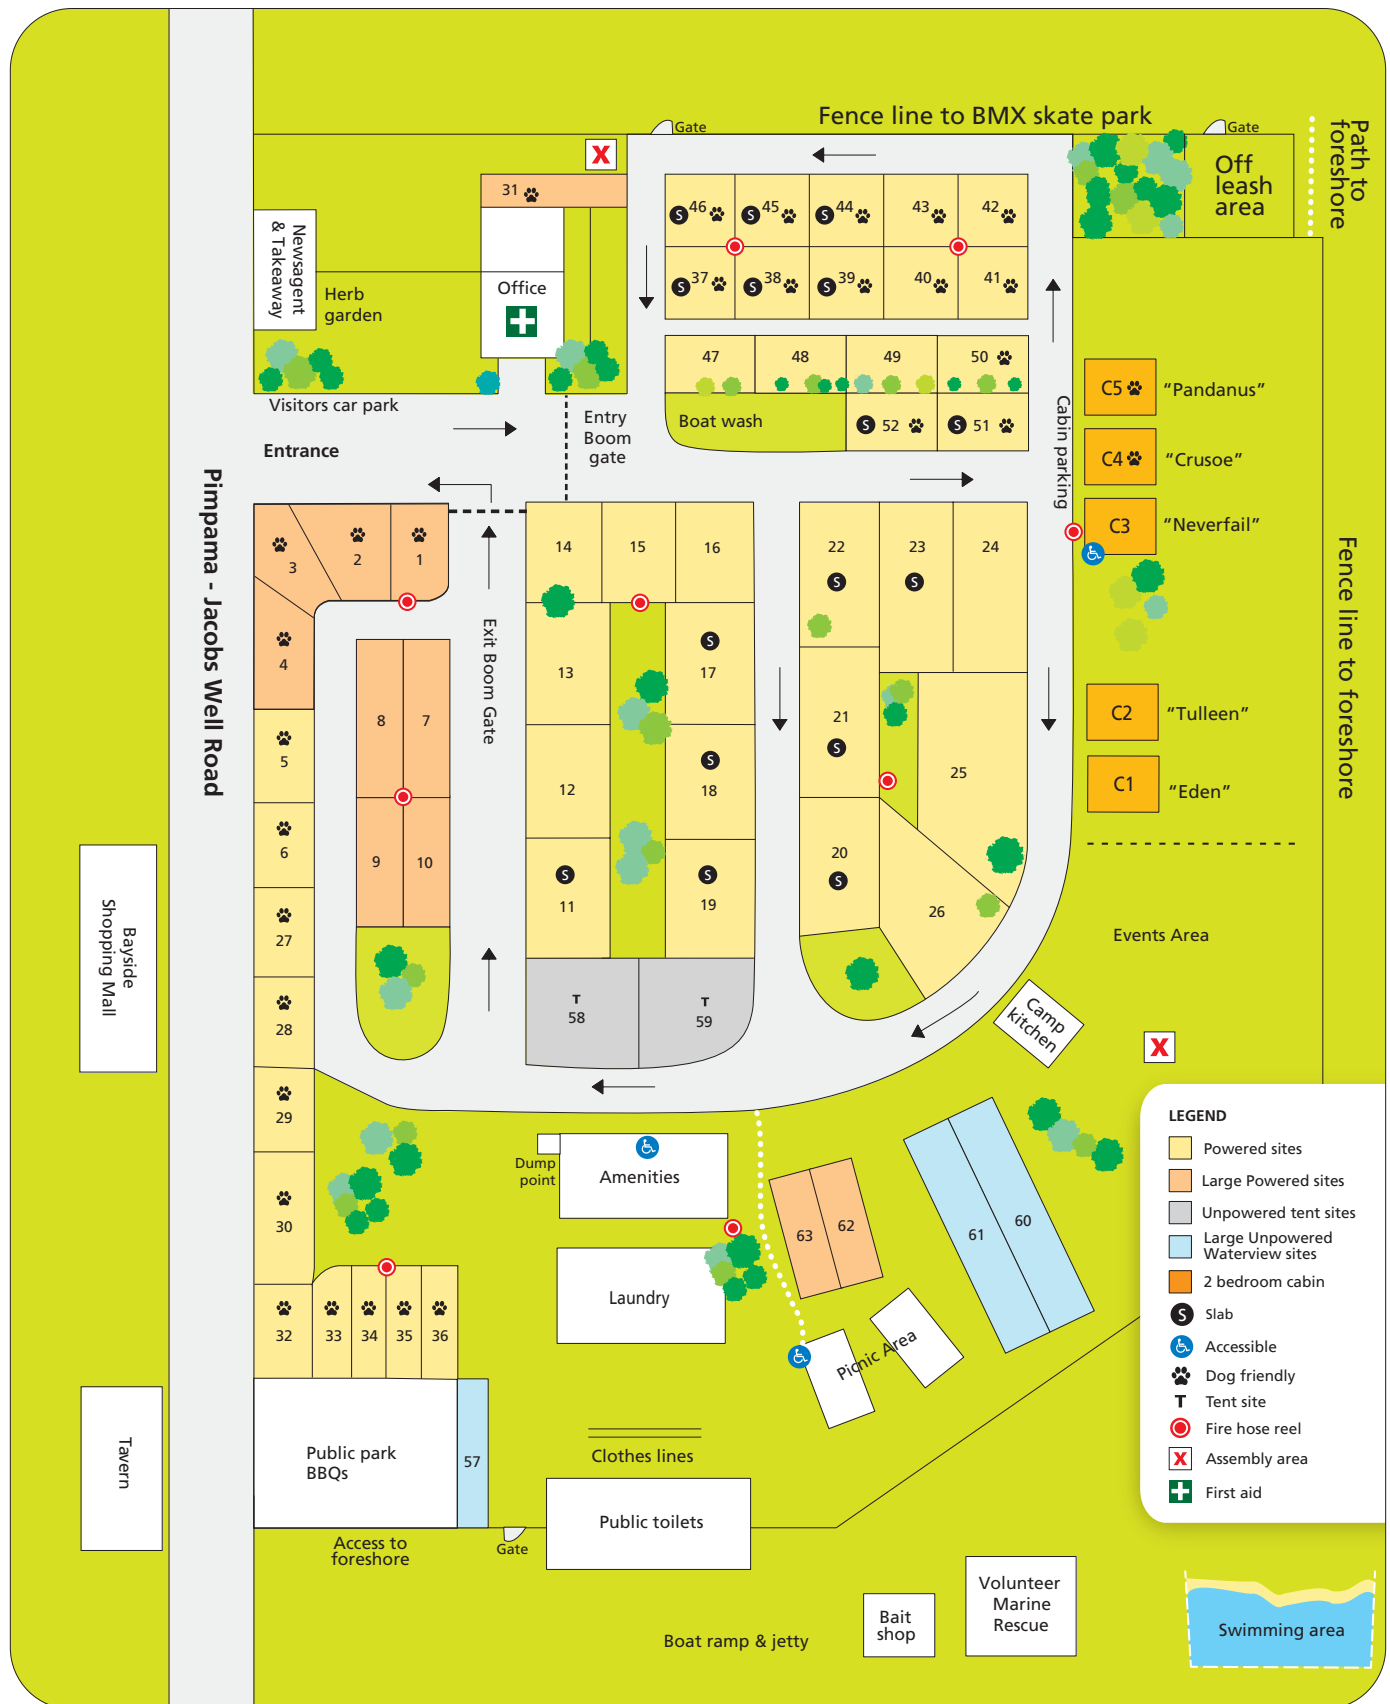 Fence line to BMX skate park
Gate
Gate
Path to
foreshore
Off
leash
area
31
46
S
45
S
44
S
43
42
37
S
38
S
39
S
40
41
Newsagent
& Takeaway
Herb
garden
Office
47
48
49
50
Boat wash
S
52
S
51
Visitors car park
Entrance
Entry
Boom
gate
Cabin parking
C5
“Pandanus”
C4
“Crusoe”
C3
“Neverfail”
C2
“Tulleen”
C1
“Eden”
Fence line to foreshore
Pimpama - Jacobs Well Road
Exit Boom Gate
3
2
1
4
5
6
27
28
29
30
32
33
34
35
36
8
7
9
10
14
15
16
13
S
17
12
S
18
S
11
S
19
T
58
T
59
22
S
23
S
24
21
S
25
20
S
26
Events Area
Camp
kitchen
X
X
Bayside
Shopping Mall
Tavern
Dump
point
Amenities
Laundry
63
62
61
60
Picnic Area
Public park
BBQs
57
Clothes lines
Public toilets
Access to
foreshore
Gate
Boat ramp & jetty
Bait
shop
Volunteer
Marine
Rescue
Swimming area
LEGEND
Powered sites
Large Powered sites
Unpowered tent sites
Large Unpowered
Waterview sites
2 bedroom cabin
S Slab
Accessible
Dog friendly
T Tent site
Fire hose reel
X Assembly area
First aid